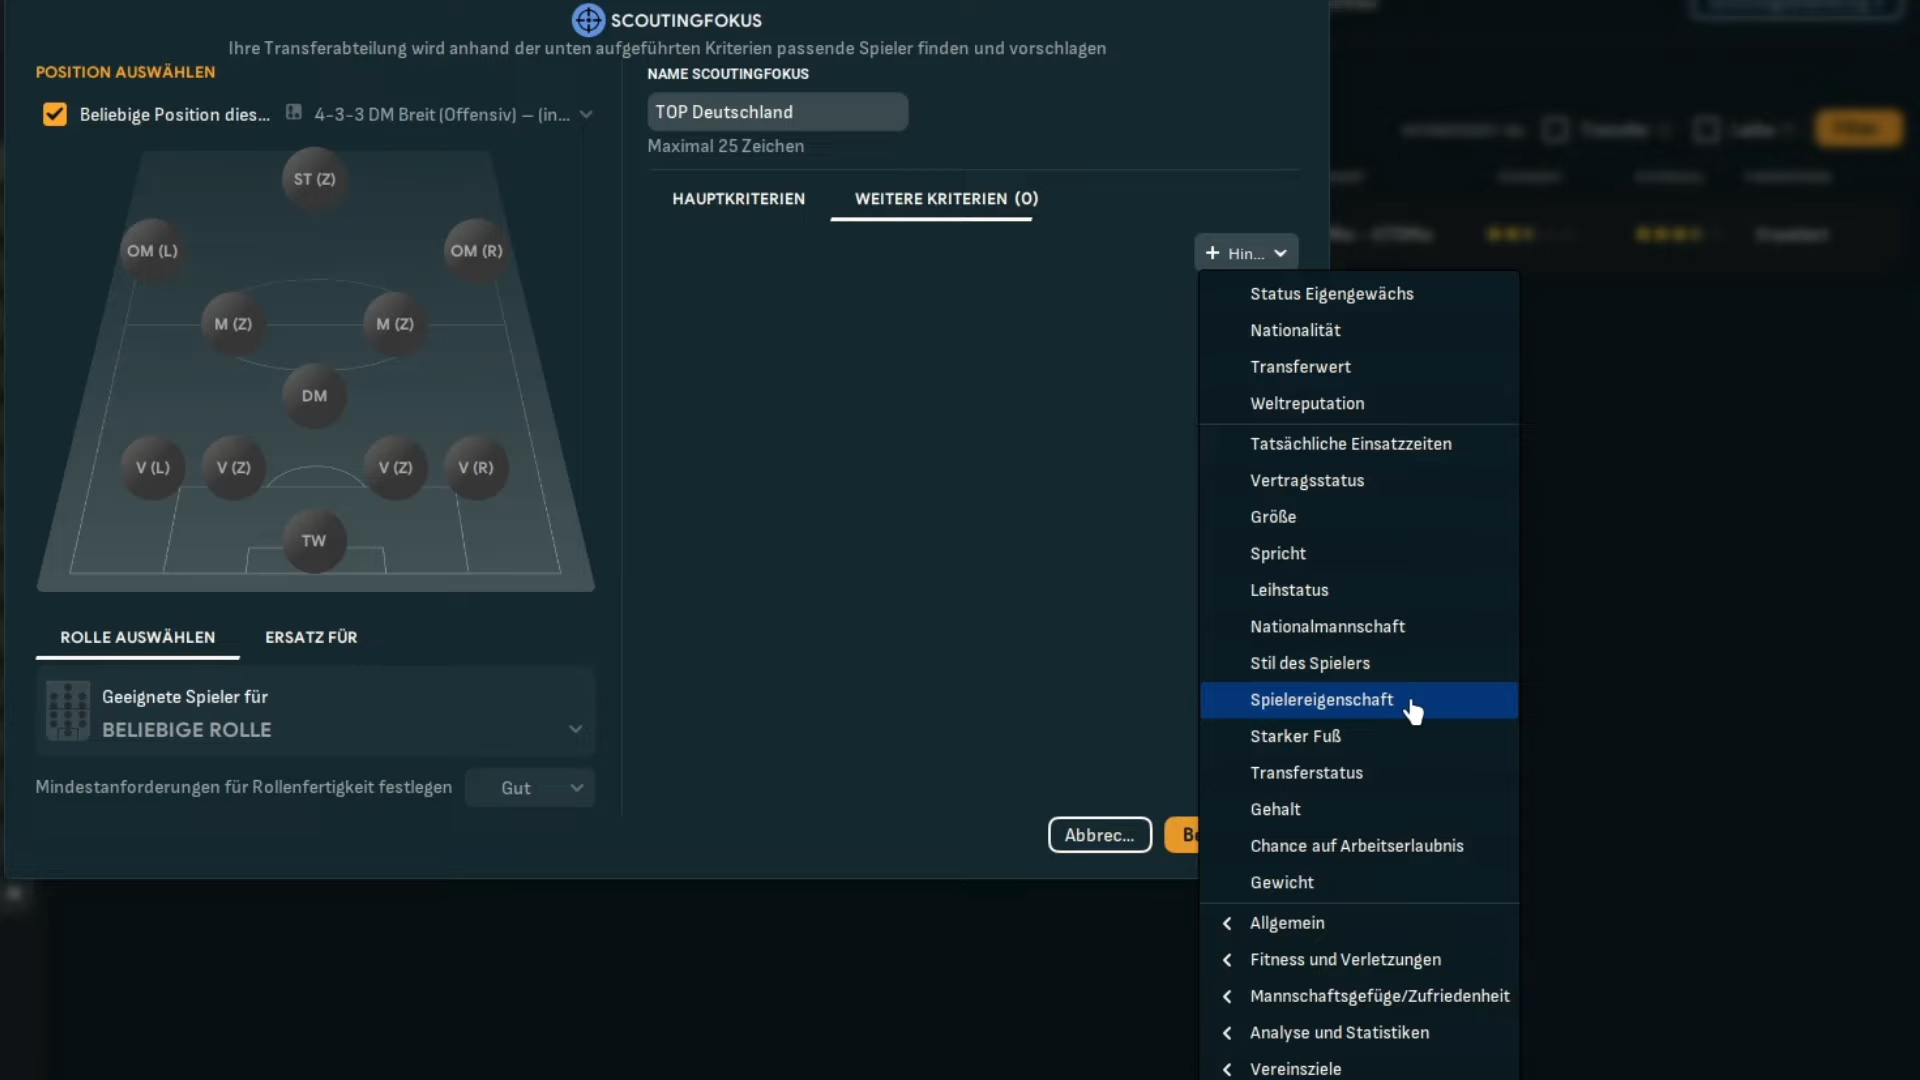 SCOUTINGFOKUS
Ihre Transferabteilung wird anhand der unten aufgeführten Kriterien passende Spieler finden und vorschlagen
POSITION AUSWÄHLEN
Beliebige Position dies...
4-3-3 DM Breit (Offensiv) – (in...
ST (Z)
OM (L)
OM (R)
M (Z)
M (Z)
DM
V (L)
V (Z)
V (Z)
V (R)
TW
ROLLE AUSWÄHLEN
ERSATZ FÜR
Geeignete Spieler für
BELIEBIGE ROLLE
Mindestanforderungen für Rollenfertigkeit festlegen
Gut
NAME SCOUTINGFOKUS
TOP Deutschland
Maximal 25 Zeichen
HAUPTKRITERIEN
WEITERE KRITERIEN (0)
+ Hin...
Status Eigengewächs
Nationalität
Transferwert
Weltreputation
Tatsächliche Einsatzzeiten
Vertragsstatus
Größe
Spricht
Leihstatus
Nationalmannschaft
Stil des Spielers
Spielereigenschaft
Starker Fuß
Transferstatus
Gehalt
Chance auf Arbeitserlaubnis
Gewicht
Allgemein
Fitness und Verletzungen
Mannschaftsgefüge/Zufriedenheit
Analyse und Statistiken
Vereinsziele
Abbrec...